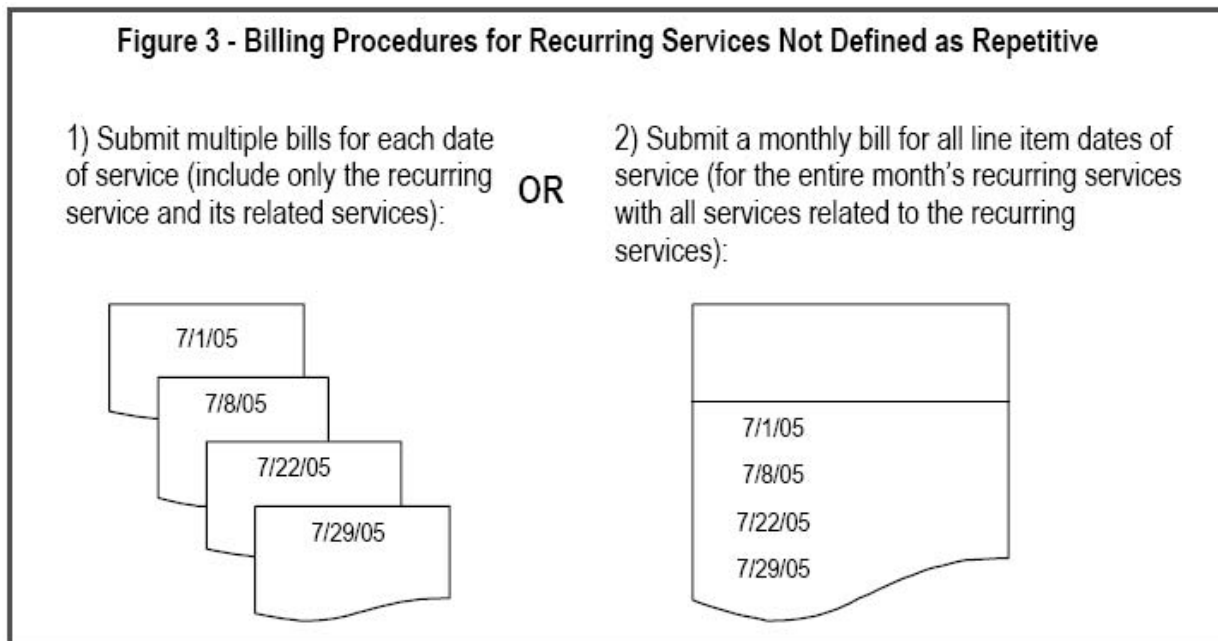 Figure 3 - Billing Procedures for Recurring Services Not Defined as Repetitive
1) Submit multiple bills for each date
of service (include only the recurring
service and its related services):
OR
2) Submit a monthly bill for all line item dates of
service (for the entire month's recurring services
with all services related to the recurring
services):
7/1/05
7/8/05
7/22/05
7/29/05
7/1/05
7/8/05
7/22/05
7/29/05